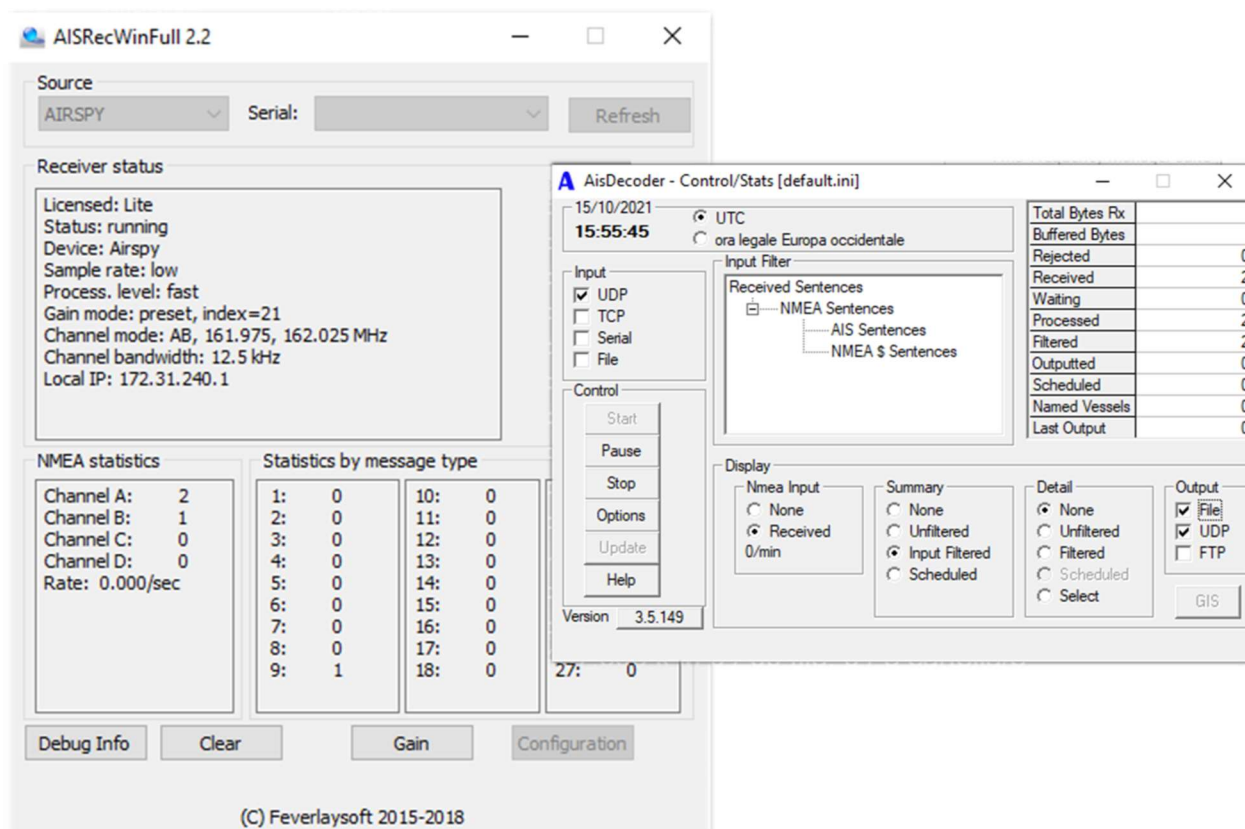 AISRecWinFull 2.2
Source
AIRSPY Serial: Refresh
Receiver status
Licensed: Lite
Status: running
Device: Airspy
Sample rate: low
Process. level: fast
Gain mode: preset, index=21
Channel mode: AB, 161.975, 162.025 MHz
Channel bandwidth: 12.5 kHz
Local IP: 172.31.240.1
NMEA statistics
Channel A: 2
Channel B: 1
Channel C: 0
Channel D: 0
Rate: 0.000/sec
Statistics by message type
1: 0
2: 0
3: 0
4: 0
5: 0
6: 0
7: 0
8: 0
9: 1
10: 0
11: 0
12: 0
13: 0
14: 0
15: 0
16: 0
17: 0
18: 0
27: 0
Debug Info Clear Gain Configuration
(C) Feverlaysoft 2015-2018
A AisDecoder - Control/Stats [default.ini]
15/10/2021
15:55:45
UTC
ora legale Europa occidentale
Input
UDP
TCP
Serial
File
Input Filter
Received Sentences
NMEA Sentences
AIS Sentences
NMEA $ Sentences
Total Bytes Rx
Buffered Bytes
Rejected 0
Received 2
Waiting 0
Processed 2
Filtered 2
Outputted 0
Scheduled 0
Named Vessels 0
Last Output 0
Control
Start
Pause
Stop
Options
Update
Help
Version 3.5.149
Display
Nmea Input
None
Received
0/min
Summary
None
Unfiltered
Input Filtered
Scheduled
Detail
None
Unfiltered
Filtered
Scheduled
Select
Output
File
UDP
FTP
GIS